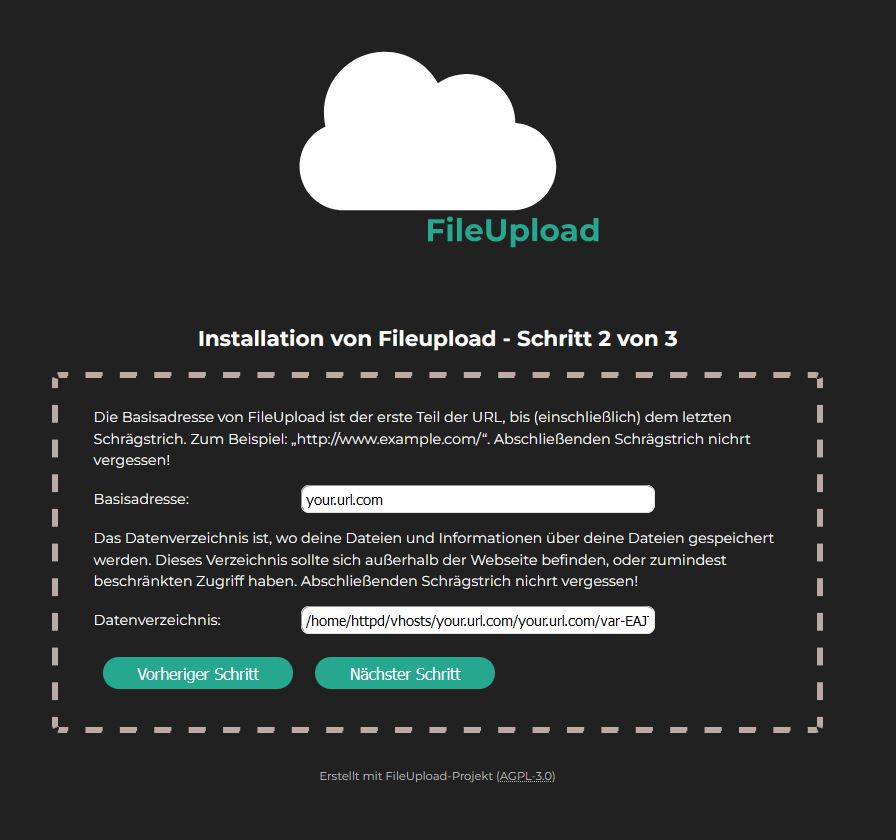 FileUpload
Installation von Fileupload - Schritt 2 von 3
Die Basisadresse von FileUpload ist der erste Teil der URL, bis (einschließlich) dem letzten
Schrägstrich. Zum Beispiel: „http://www.example.com/“. Abschließenden Schrägstrich nichrt
vergessen!
Basisadresse: your.url.com
Das Datenverzeichnis ist, wo deine Dateien und Informationen über deine Dateien gespeichert
werden. Dieses Verzeichnis sollte sich außerhalb der Webseite befinden, oder zumindest
beschränkten Zugriff haben. Abschließenden Schrägstrich nichrt vergessen!
Datenverzeichnis: /home/httpd/vhosts/your.url.com/your.url.com/var-EAJ
Vorheriger Schritt Nächster Schritt
Erstellt mit FileUpload-Projekt (AGPL-3.0)